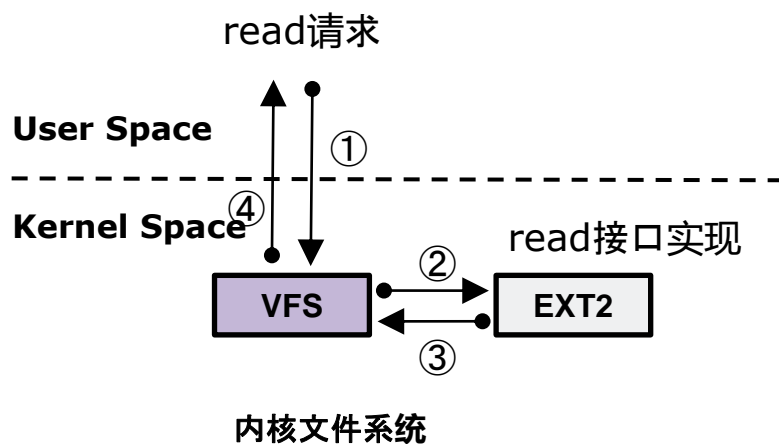 read请求
User Space
①
Kernel Space
④
read接口实现
②
VFS
EXT2
③
内核文件系统